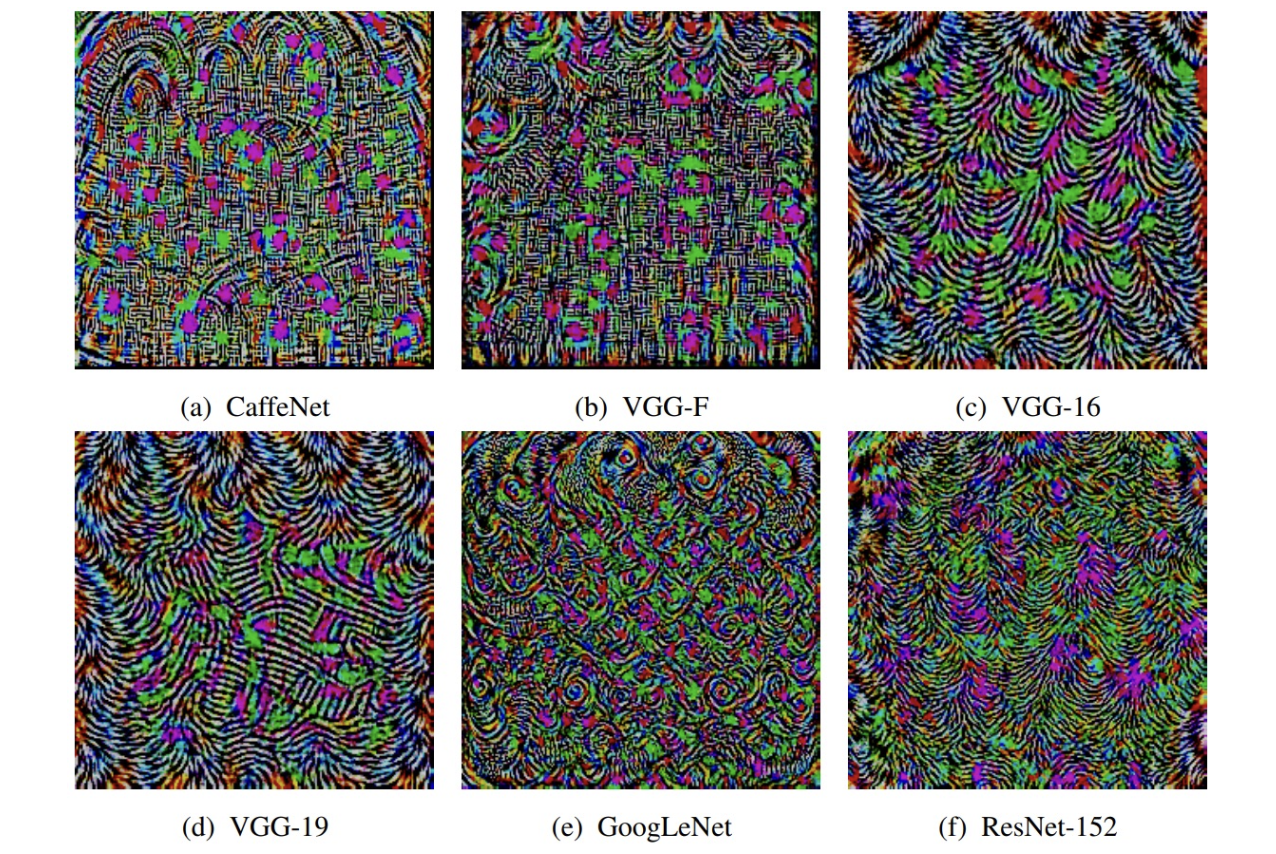 (a) CaffeNet
(b) VGG-F
(c) VGG-16
(d) VGG-19
(e) GoogLeNet
(f) ResNet-152